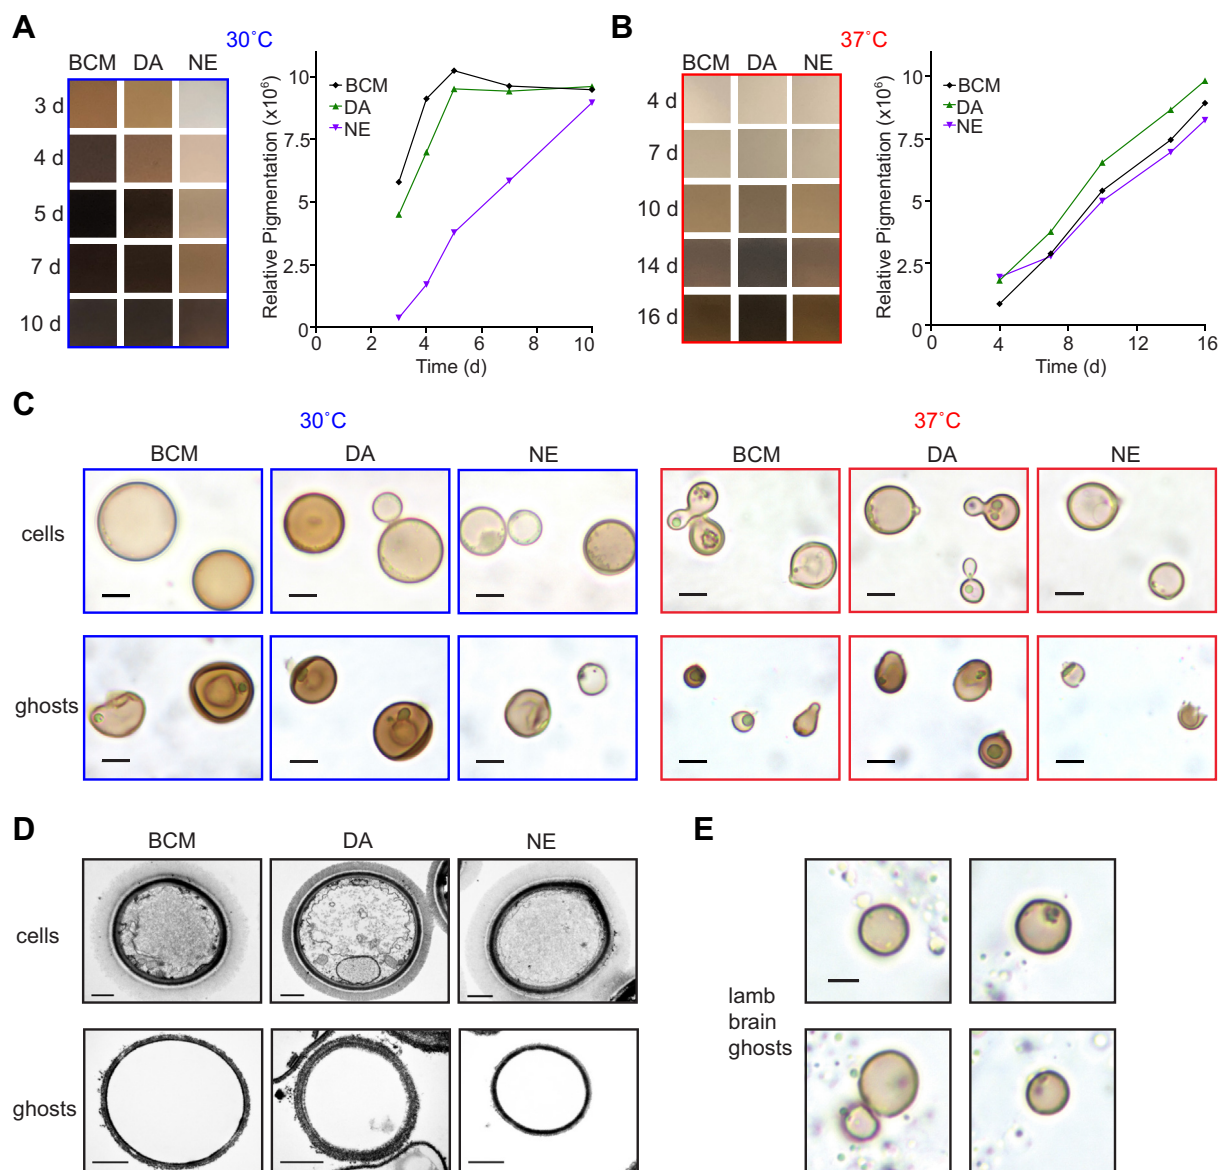 A
30˚C
BCM DA NE
3 d
4 d
5 d
7 d
10 d
Relative Pigmentation (x10⁶)
10
7.5
5
2.5
0
BCM
DA
NE
0 2 4 6 8 10
Time (d)
B
37˚C
BCM DA NE
4 d
7 d
10 d
14 d
16 d
Relative Pigmentation (x10⁶)
10
7.5
5
2.5
0
BCM
DA
NE
0 4 8 12 16
Time (d)
C
30˚C 37˚C
BCM DA NE BCM DA NE
cells
ghosts
D
BCM DA NE
cells
ghosts
E
lamb
brain
ghosts